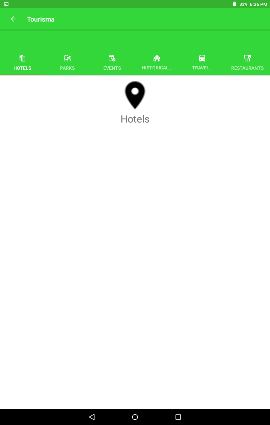 Tourisma
HOTELS
PARKS
EVENTS
HISTORICAL...
TRAVEL
RESTAURANTS
Hotels